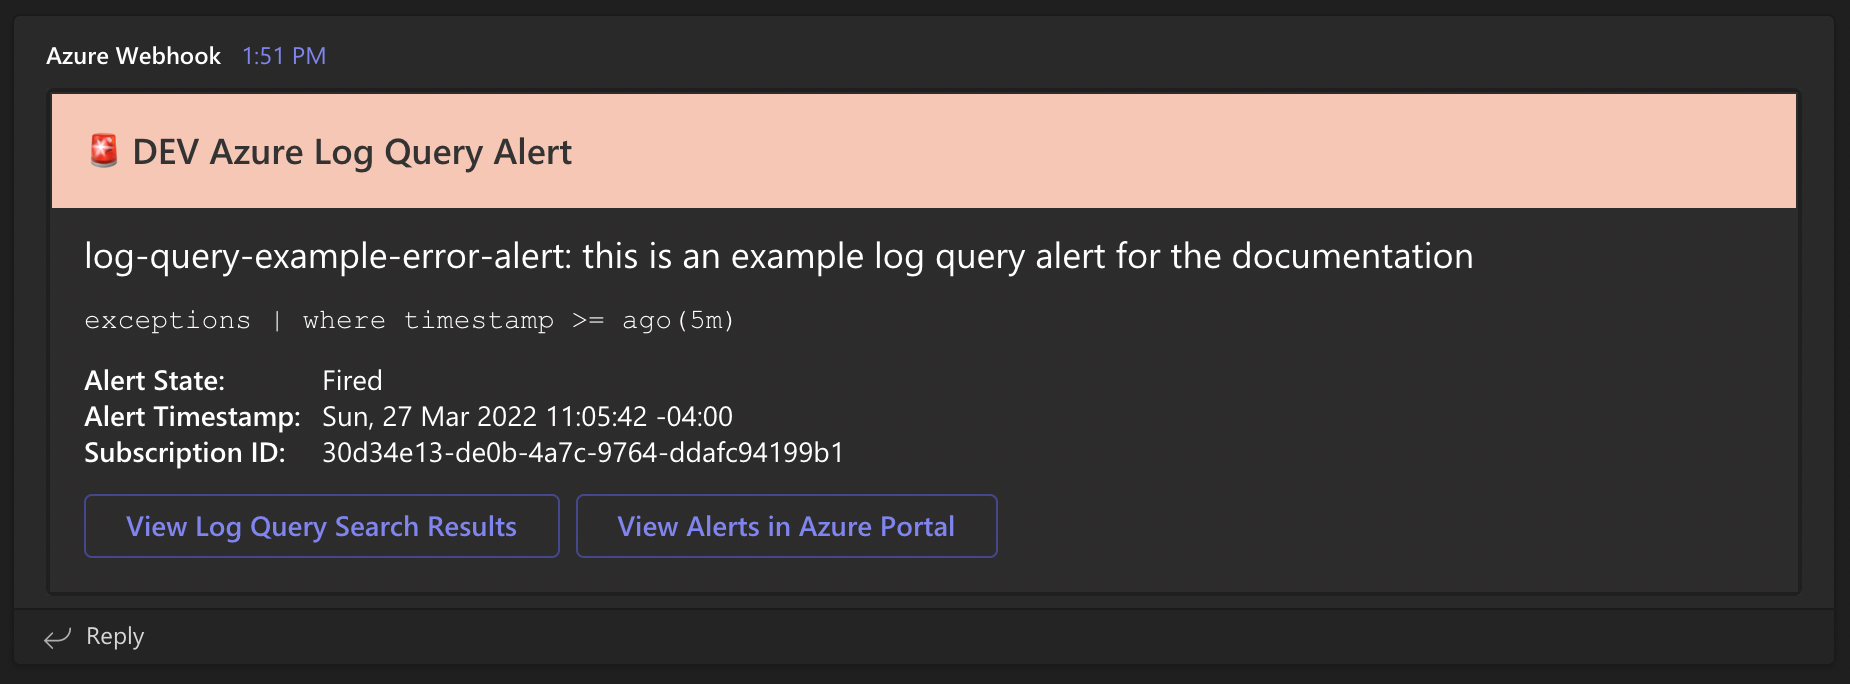 Azure Webhook 1:51 PM
🚨 DEV Azure Log Query Alert
log-query-example-error-alert: this is an example log query alert for the documentation
exceptions | where timestamp >= ago(5m)
Alert State: Fired
Alert Timestamp: Sun, 27 Mar 2022 11:05:42 -04:00
Subscription ID: 30d34e13-de0b-4a7c-9764-ddafc94199b1
View Log Query Search Results View Alerts in Azure Portal
Reply